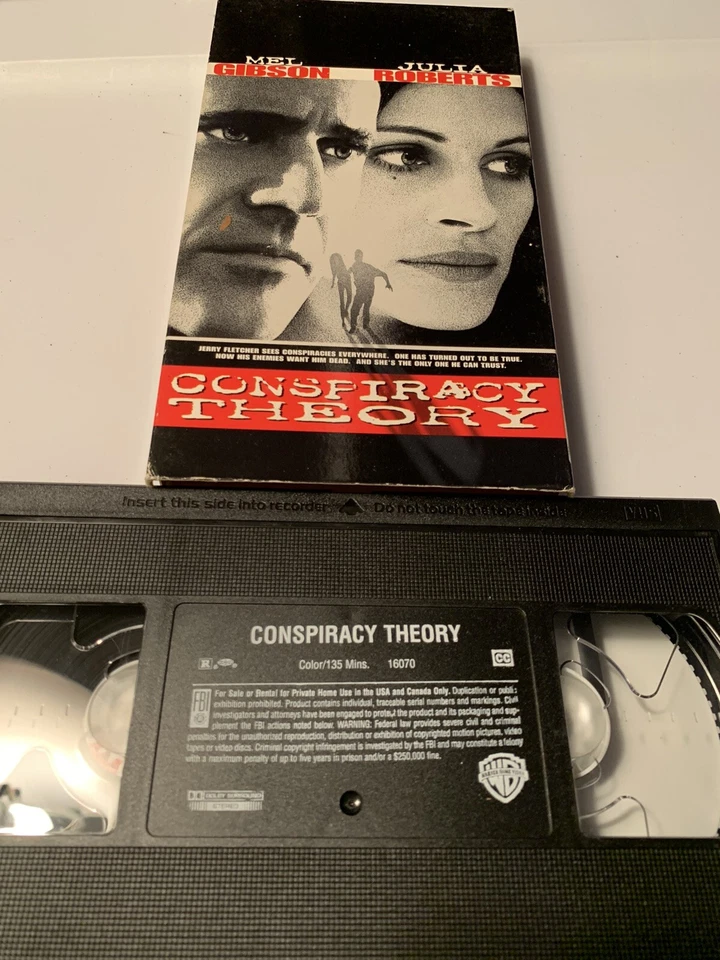 MEL JULIA
GIBSON ROBERTS
JERRY FLETCHER SEES CONSPIRACIES EVERYWHERE. ONE HAS TURNED OUT TO BE TRUE.
NOW HIS ENEMIES WANT HIM DEAD. AND SHE'S THE ONLY ONE HE CAN TRUST.
CONSPIRACY
THEORY
Insert this side into recorder. Do not touch the tape inside
VHS
CONSPIRACY THEORY
R Color/135 Mins. 16070 CC
FBI For Sale or Rental for Private Home Use in the USA and Canada Only. Duplication or public
exhibition prohibited. Product contains individual, traceable serial numbers and markings. Civil
investigators and attorneys have been engaged to protect the product and its packaging and sup-
plement the FBI actions noted below. WARNING: Federal law provides severe civil and criminal
penalties for the unauthorized reproduction, distribution or exhibition of copyrighted motion pictures, video
tapes or video discs. Criminal copyright infringement is investigated by the FBI and may constitute a felony
with a maximum penalty of up to five years in prison and/or a $250,000 fine.
DOLBY SURROUND
STEREO
WARNER HOME VIDEO